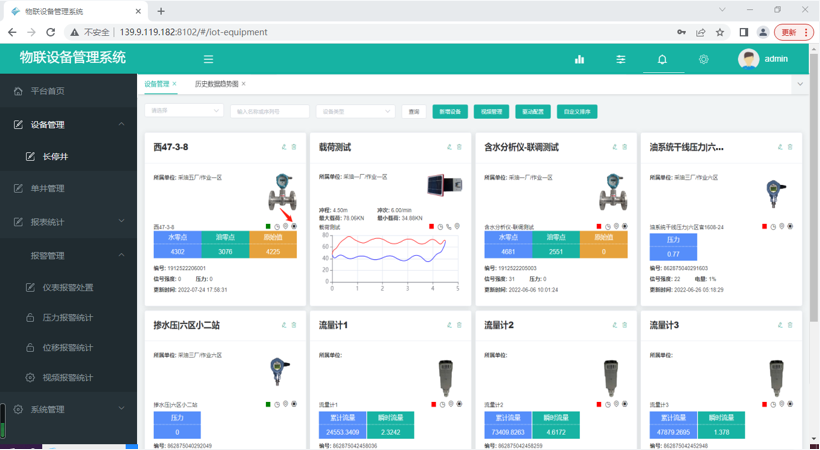 物联设备管理系统
不安全
139.9.119.182:8102/#/iot-equipment
更新
物联设备管理系统
admin
平台首页
设备管理
长停井
单井管理
报表统计
报警管理
仪表报警处置
压力报警统计
位移报警统计
视频报警统计
系统管理
设备管理 ×
历史数据趋势图 ×
请选择
设备类型
查询
新增设备
视频管理
驱动配置
自定义排序
西47-3-8
所属单位: 采油五厂/作业一区
西47-3-8
水零点 油零点 原始值
4302 3076 4225
编号: 1912522206001
信号强度: 0 压力: 0
更新时间: 2022-07-24 17:58:31
载荷测试
所属单位: 采油一厂/作业一区
冲程: 4.50m 冲次: 6.00/min
最大载荷: 78.06KN 最小载荷: 34.88KN
载荷测试
80
60
40
20
0
0 1 2 3 4 5
含水分析仪-联调测试
所属单位: 采油一厂/作业一区
含水分析仪-联调测试
水零点 油零点 原始值
4681 2551 0
编号: 1912522205003
信号强度: 31 压力: 0
更新时间: 2022-06-06 10:01:24
油系统干线压力|六...
所属单位: 采油三厂/作业六区
油系统干线压力|六区套1608-24
压力
0.77
编号: 862875040291603
信号强度: 22 电量: 1%
更新时间: 2022-06-26 05:18:29
掺水压|六区小二站
所属单位: 采油三厂/作业六区
掺水压|六区小二站
压力
0
编号: 862875040292049
流量计1
所属单位:
流量计1
累计流量 瞬时流量
24553.3409 2.3242
编号: 862875042458036
流量计2
所属单位:
流量计2
累计流量 瞬时流量
73409.8263 4.6172
编号: 862875042458259
流量计3
所属单位:
流量计3
累计流量 瞬时流量
47879.2695 1.378
编号: 862875042452948